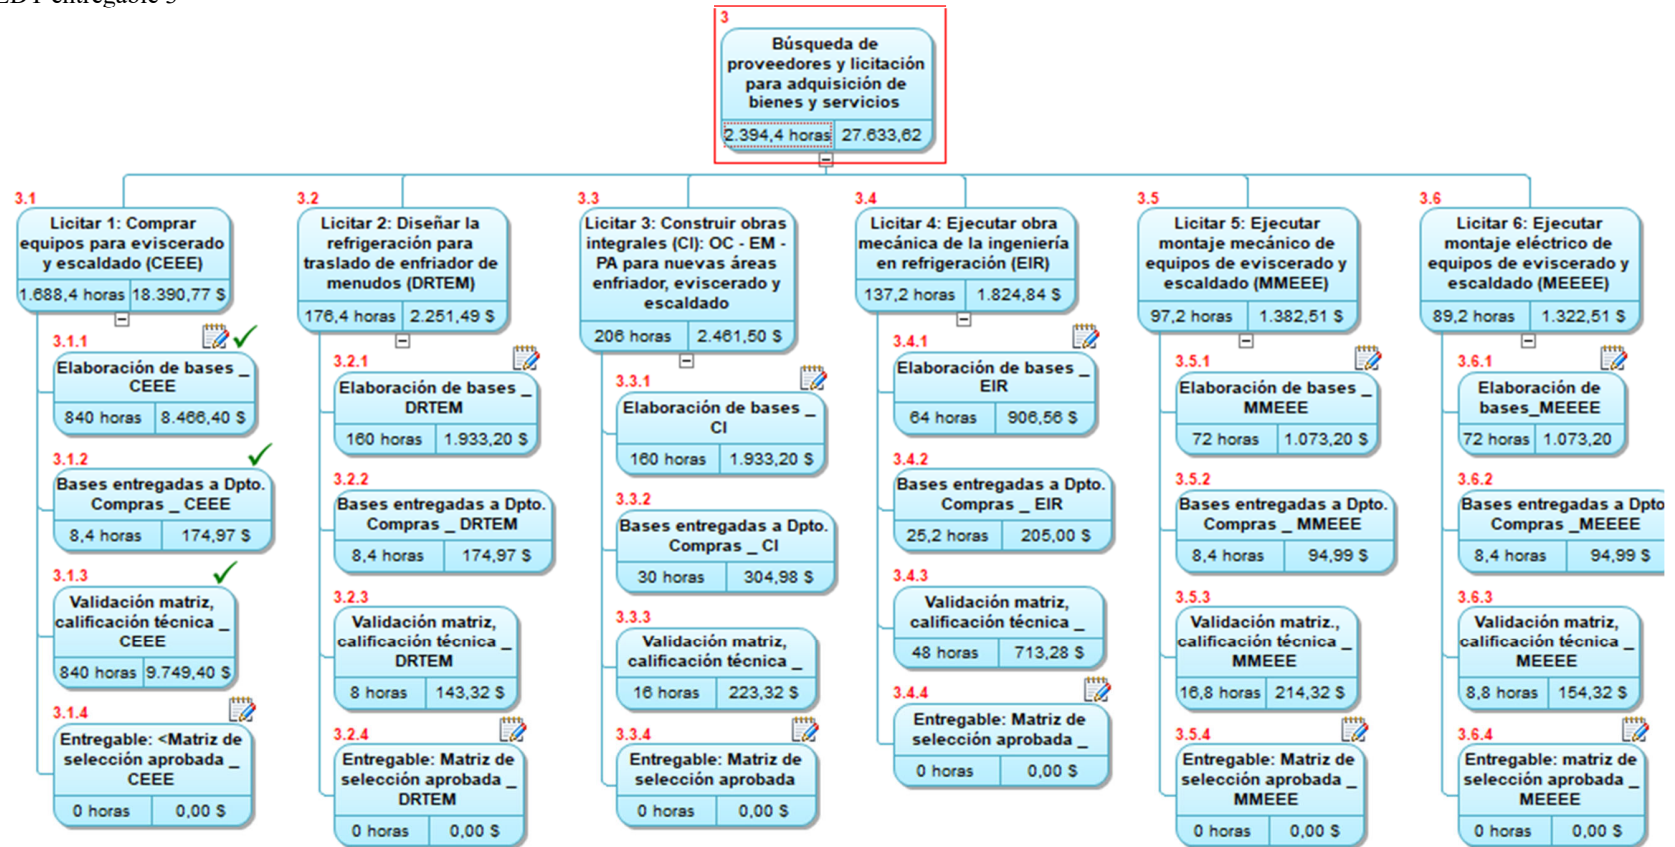 EDT entregable 3
3
Búsqueda de
proveedores y licitación
para adquisición de
bienes y servicios
2.394,4 horas 27.633,62
3.1
Licitar 1: Comprar
equipos para eviscerado
y escaldado (CEEE)
1.688,4 horas 18.390,77 $
3.1.1
Elaboración de bases _
CEEE
840 horas 8.466,40 $
3.1.2
Bases entregadas a Dpto.
Compras _ CEEE
8,4 horas 174,97 $
3.1.3
Validación matriz,
calificación técnica _
CEEE
840 horas 9.749,40 $
3.1.4
Entregable: <Matriz de
selección aprobada _
CEEE
0 horas 0,00 $
3.2
Licitar 2: Diseñar la
refrigeración para
traslado de enfriador de
menudos (DRTEM)
176,4 horas 2.251,49 $
3.2.1
Elaboración de bases _
DRTEM
160 horas 1.933,20 $
3.2.2
Bases entregadas a Dpto.
Compras _ DRTEM
8,4 horas 174,97 $
3.2.3
Validación matriz,
calificación técnica _
DRTEM
8 horas 143,32 $
3.2.4
Entregable: Matriz de
selección aprobada _
DRTEM
0 horas 0,00 $
3.3
Licitar 3: Construir obras
integrales (CI): OC - EM -
PA para nuevas áreas
enfriador, eviscerado y
escaldado
206 horas 2.461,50 $
3.3.1
Elaboración de bases _
CI
160 horas 1.933,20 $
3.3.2
Bases entregadas a Dpto.
Compras _ CI
30 horas 304,98 $
3.3.3
Validación matriz,
calificación técnica _
16 horas 223,32 $
3.3.4
Entregable: Matriz de
selección aprobada
0 horas 0,00 $
3.4
Licitar 4: Ejecutar obra
mecánica de la ingeniería
en refrigeración (EIR)
137,2 horas 1.824,84 $
3.4.1
Elaboración de bases _
EIR
64 horas 906,56 $
3.4.2
Bases entregadas a Dpto.
Compras _ EIR
25,2 horas 205,00 $
3.4.3
Validación matriz,
calificación técnica _
48 horas 713,28 $
3.4.4
Entregable: Matriz de
selección aprobada _
0 horas 0,00 $
3.5
Licitar 5: Ejecutar
montaje mecánico de
equipos de eviscerado y
escaldado (MMEEE)
97,2 horas 1.382,51 $
3.5.1
Elaboración de bases _
MMEEE
72 horas 1.073,20 $
3.5.2
Bases entregadas a Dpto.
Compras _ MMEEE
8,4 horas 94,99 $
3.5.3
Validación matriz.,
calificación técnica _
MMEEE
16,8 horas 214,32 $
3.5.4
Entregable: Matriz de
selección aprobada _
MMEEE
0 horas 0,00 $
3.6
Licitar 6: Ejecutar
montaje eléctrico de
equipos de eviscerado y
escaldado (MEEEE)
89,2 horas 1.322,51 $
3.6.1
Elaboración de
bases_MEEEE
72 horas 1.073,20
3.6.2
Bases entregadas a Dpto
Compras _MEEEE
8,4 horas 94,99 $
3.6.3
Validación matriz,
calificación técnica _
MEEEE
8,8 horas 154,32 $
3.6.4
Entregable: matriz de
selección aprobada _
MEEEE
0 horas 0,00 $